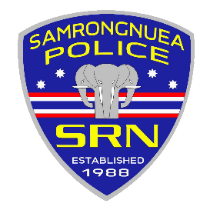 SAMRONGNUEA
POLICE
SRN
ESTABLISHED
1988